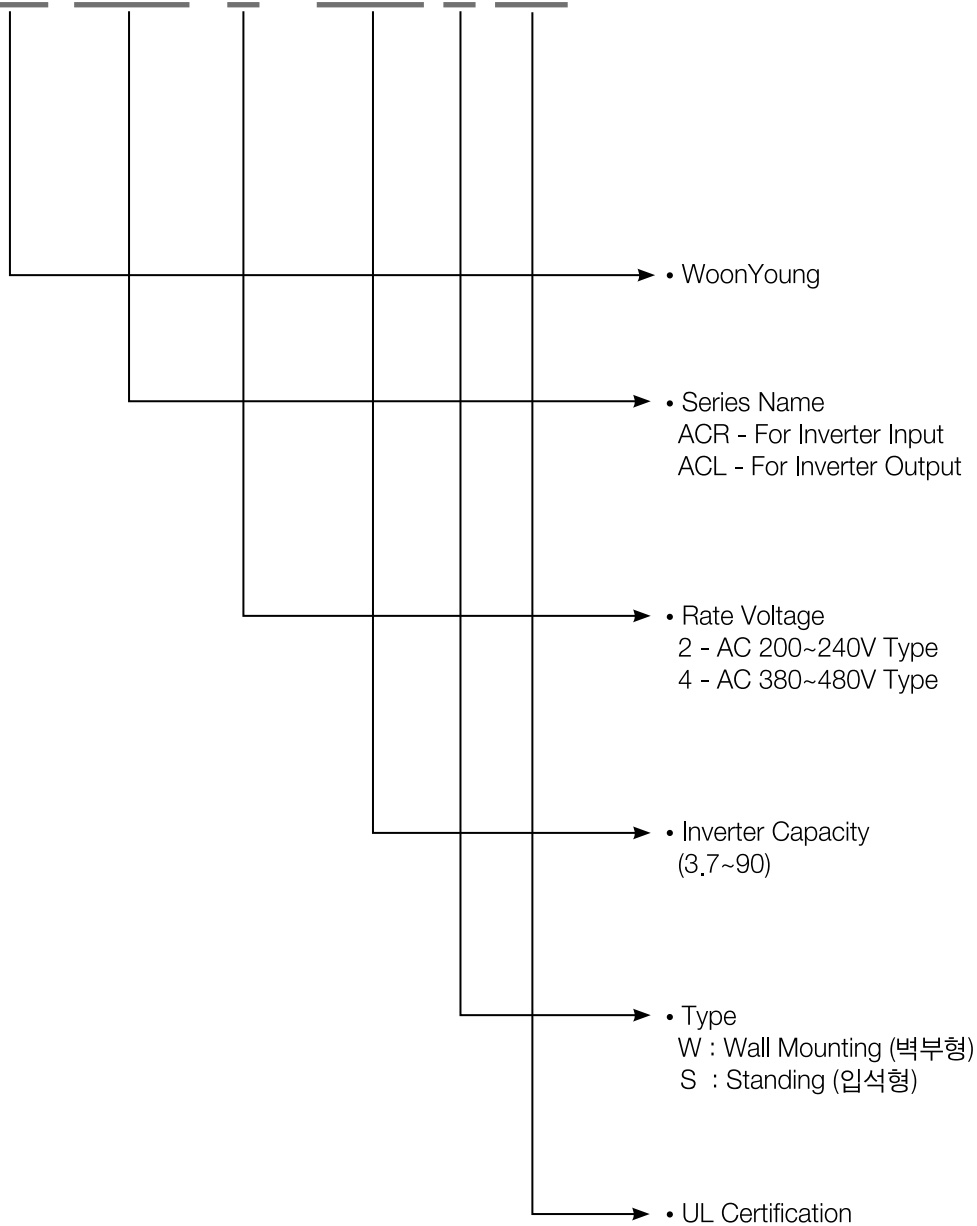 • WoonYoung
• Series Name
ACR - For Inverter Input
ACL - For Inverter Output
• Rate Voltage
2 - AC 200~240V Type
4 - AC 380~480V Type
• Inverter Capacity
(3.7~90)
• Type
W : Wall Mounting (벽부형)
S : Standing (입석형)
• UL Certification